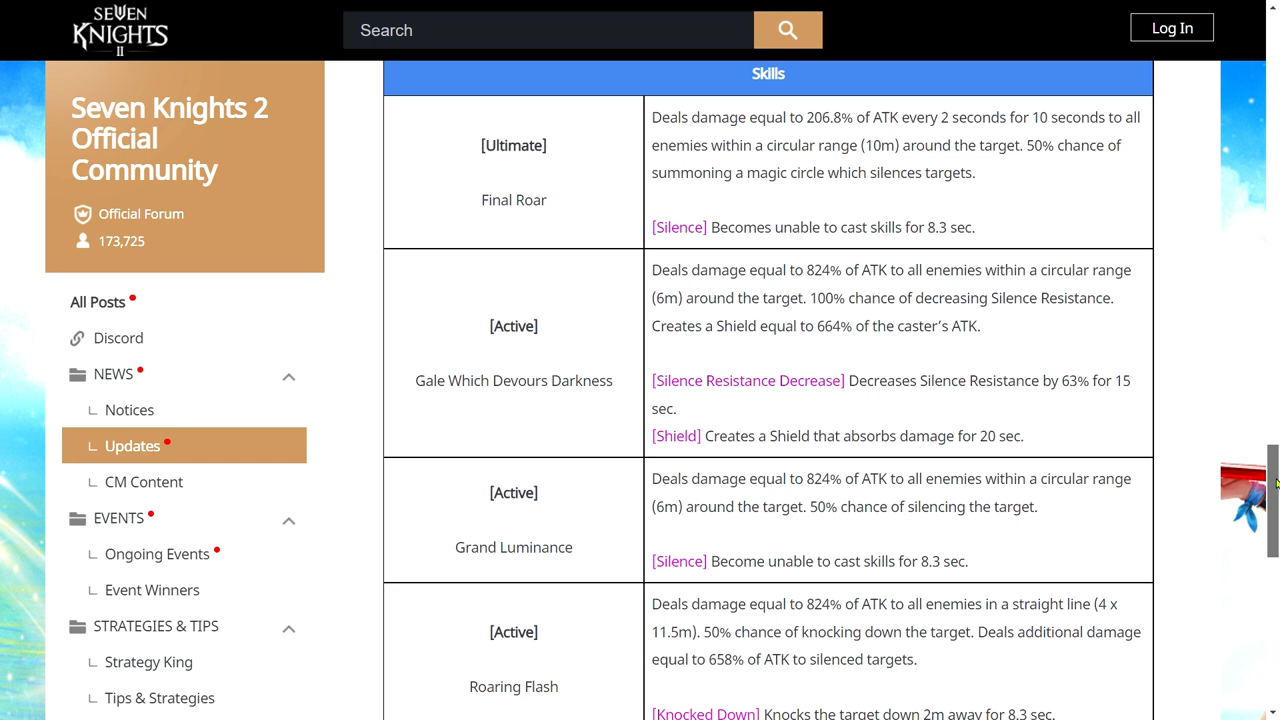 SEVEN
KNIGHTS
II
Search
Log In
Seven Knights 2
Official
Community
Official Forum
173,725
All Posts
Discord
NEWS
Notices
Updates
CM Content
EVENTS
Ongoing Events
Event Winners
STRATEGIES & TIPS
Strategy King
Tips & Strategies
Skills
[Ultimate]
Final Roar
Deals damage equal to 206.8% of ATK every 2 seconds for 10 seconds to all
enemies within a circular range (10m) around the target. 50% chance of
summoning a magic circle which silences targets.
[Silence] Becomes unable to cast skills for 8.3 sec.
[Active]
Gale Which Devours Darkness
Deals damage equal to 824% of ATK to all enemies within a circular range
(6m) around the target. 100% chance of decreasing Silence Resistance.
Creates a Shield equal to 664% of the caster’s ATK.
[Silence Resistance Decrease] Decreases Silence Resistance by 63% for 15
sec.
[Shield] Creates a Shield that absorbs damage for 20 sec.
[Active]
Grand Luminance
Deals damage equal to 824% of ATK to all enemies within a circular range
(6m) around the target. 50% chance of silencing the target.
[Silence] Become unable to cast skills for 8.3 sec.
[Active]
Roaring Flash
Deals damage equal to 824% of ATK to all enemies in a straight line (4 x
11.5m). 50% chance of knocking down the target. Deals additional damage
equal to 658% of ATK to silenced targets.
[Knocked Down] Knocks the target down 2m away for 8.3 sec.